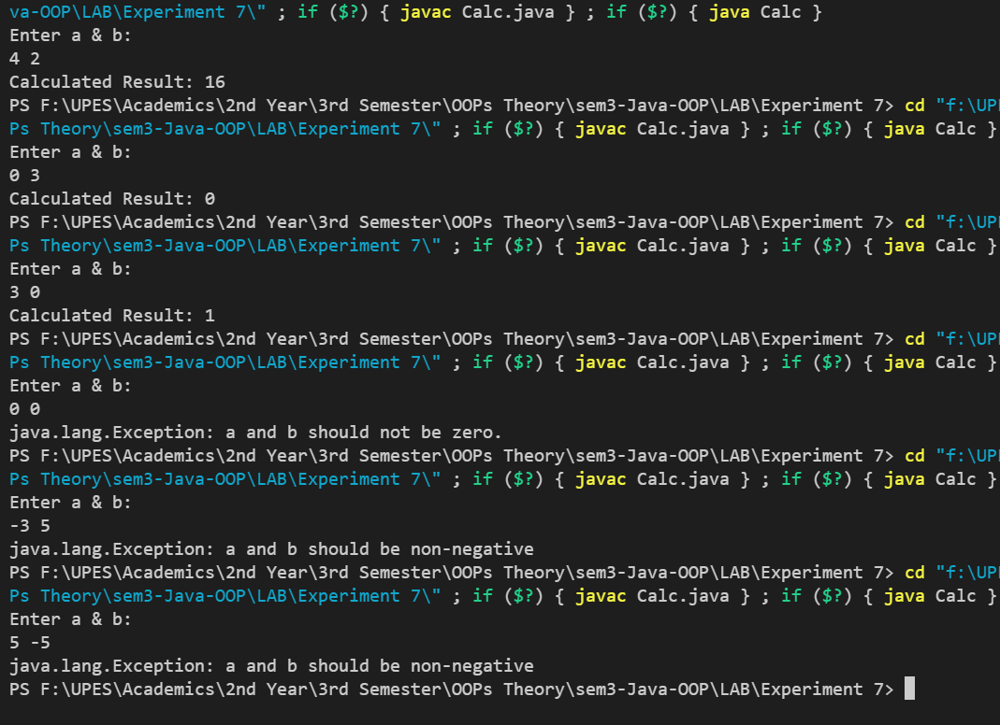 va-OOP\LAB\Experiment 7\" ; if ($?) { javac Calc.java } ; if ($?) { java Calc }
Enter a & b:
4 2
Calculated Result: 16
PS F:\UPES\Academics\2nd Year\3rd Semester\OOPs Theory\sem3-Java-OOP\LAB\Experiment 7> cd "f:\UPE
Ps Theory\sem3-Java-OOP\LAB\Experiment 7\" ; if ($?) { javac Calc.java } ; if ($?) { java Calc }
Enter a & b:
0 3
Calculated Result: 0
PS F:\UPES\Academics\2nd Year\3rd Semester\OOPs Theory\sem3-Java-OOP\LAB\Experiment 7> cd "f:\UPE
Ps Theory\sem3-Java-OOP\LAB\Experiment 7\" ; if ($?) { javac Calc.java } ; if ($?) { java Calc }
Enter a & b:
3 0
Calculated Result: 1
PS F:\UPES\Academics\2nd Year\3rd Semester\OOPs Theory\sem3-Java-OOP\LAB\Experiment 7> cd "f:\UPE
Ps Theory\sem3-Java-OOP\LAB\Experiment 7\" ; if ($?) { javac Calc.java } ; if ($?) { java Calc }
Enter a & b:
0 0
java.lang.Exception: a and b should not be zero.
PS F:\UPES\Academics\2nd Year\3rd Semester\OOPs Theory\sem3-Java-OOP\LAB\Experiment 7> cd "f:\UPE
Ps Theory\sem3-Java-OOP\LAB\Experiment 7\" ; if ($?) { javac Calc.java } ; if ($?) { java Calc }
Enter a & b:
-3 5
java.lang.Exception: a and b should be non-negative
PS F:\UPES\Academics\2nd Year\3rd Semester\OOPs Theory\sem3-Java-OOP\LAB\Experiment 7> cd "f:\UPE
Ps Theory\sem3-Java-OOP\LAB\Experiment 7\" ; if ($?) { javac Calc.java } ; if ($?) { java Calc }
Enter a & b:
5 -5
java.lang.Exception: a and b should be non-negative
PS F:\UPES\Academics\2nd Year\3rd Semester\OOPs Theory\sem3-Java-OOP\LAB\Experiment 7>